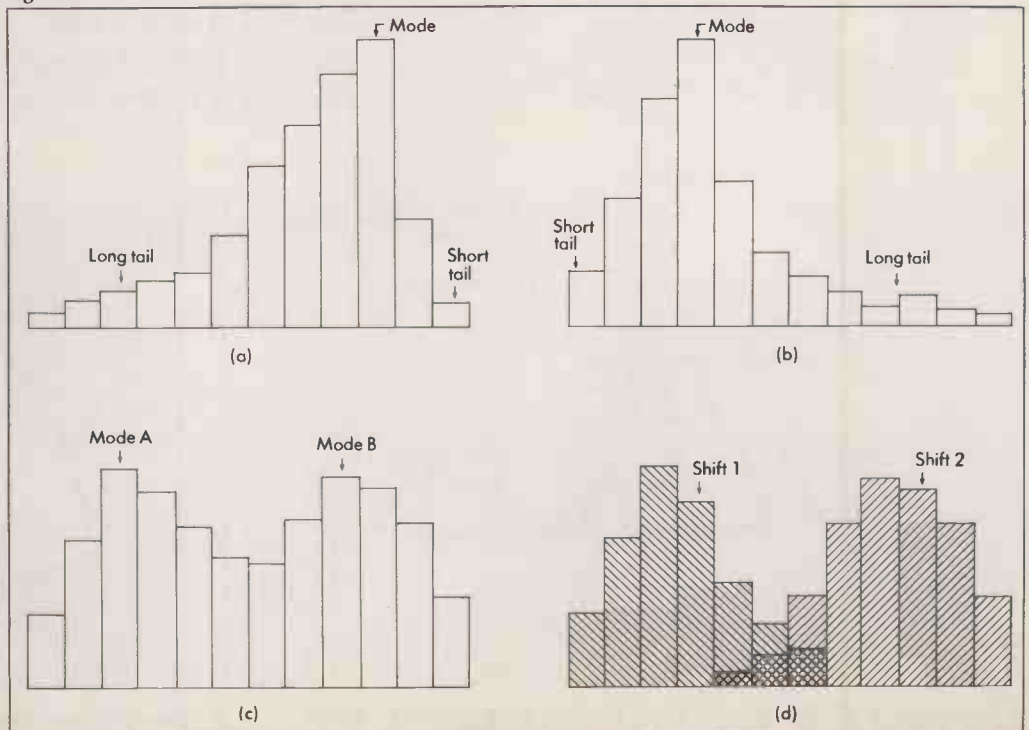 Mode
Long tail
Short
tail
(a)
Mode
Short
tail
Long tail
(b)
Mode A
Mode B
(c)
Shift 1
Shift 2
(d)